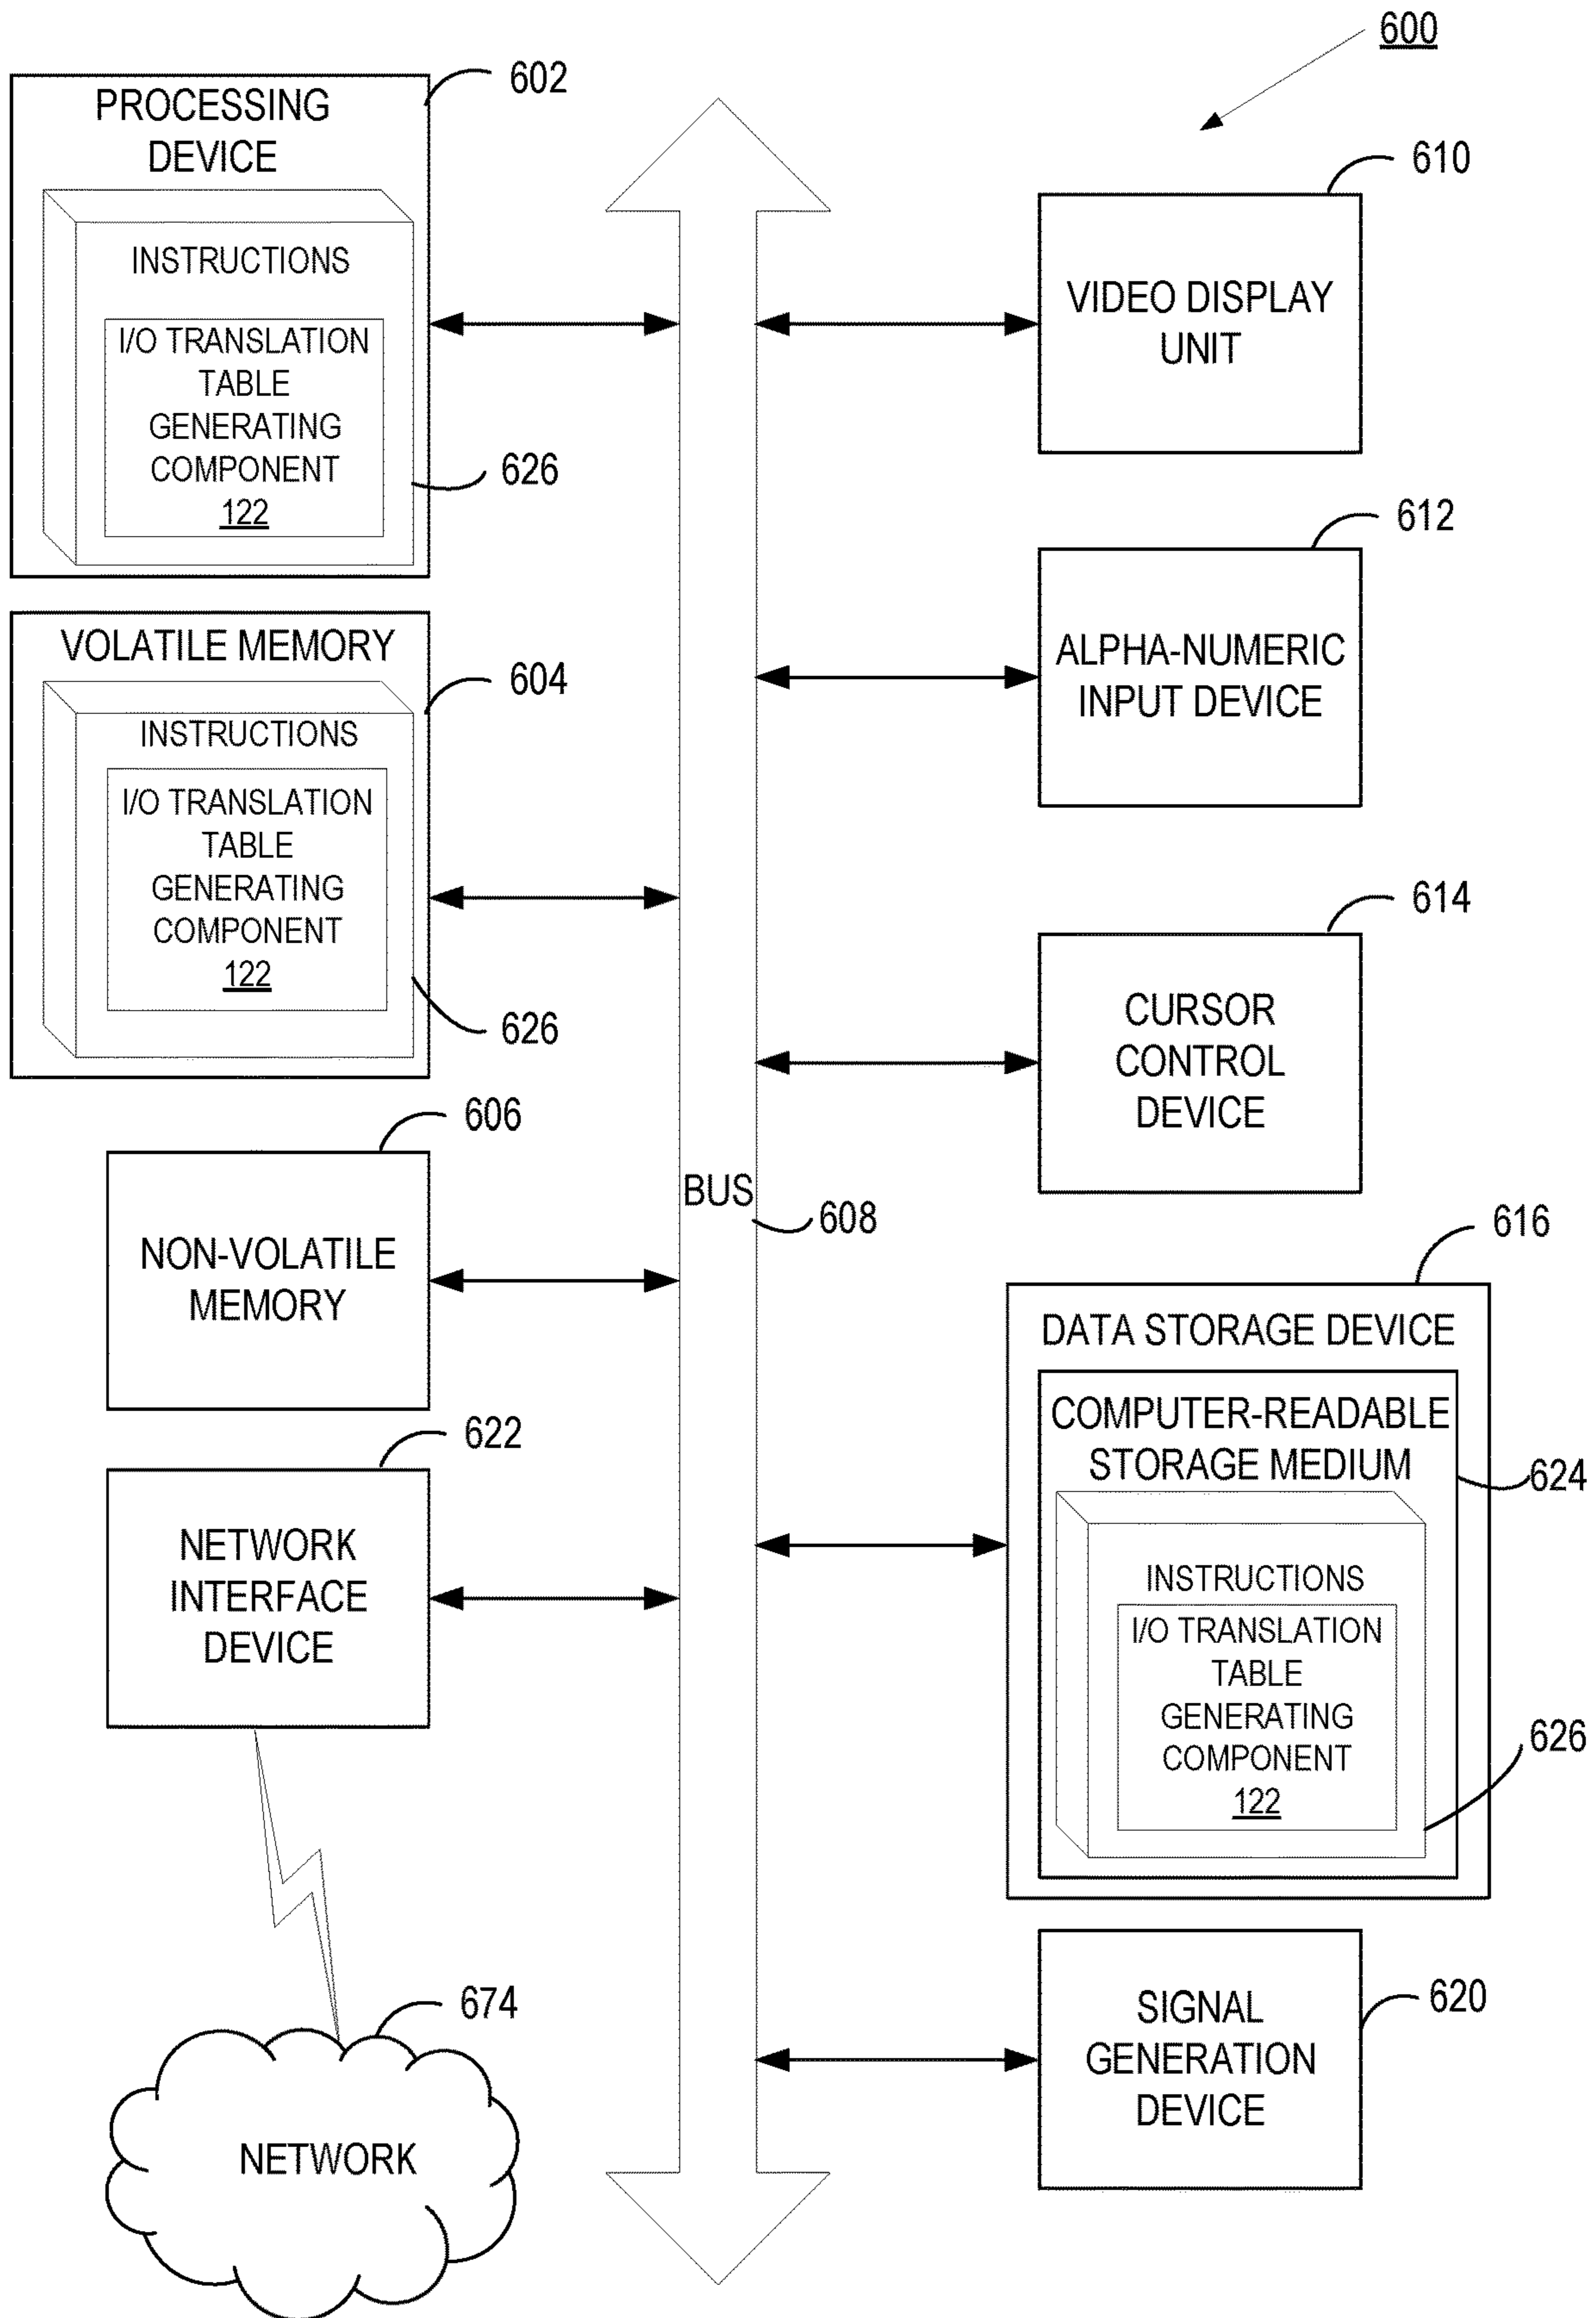 600
602
PROCESSING
DEVICE
INSTRUCTIONS
I/O TRANSLATION
TABLE
GENERATING
COMPONENT
122
626
VOLATILE MEMORY
604
INSTRUCTIONS
I/O TRANSLATION
TABLE
GENERATING
COMPONENT
122
626
606
NON-VOLATILE
MEMORY
622
NETWORK
INTERFACE
DEVICE
674
NETWORK
BUS
608
610
VIDEO DISPLAY
UNIT
612
ALPHA-NUMERIC
INPUT DEVICE
614
CURSOR
CONTROL
DEVICE
616
DATA STORAGE DEVICE
COMPUTER-READABLE
STORAGE MEDIUM
624
INSTRUCTIONS
I/O TRANSLATION
TABLE
GENERATING
COMPONENT
122
626
SIGNAL
GENERATION
DEVICE
620